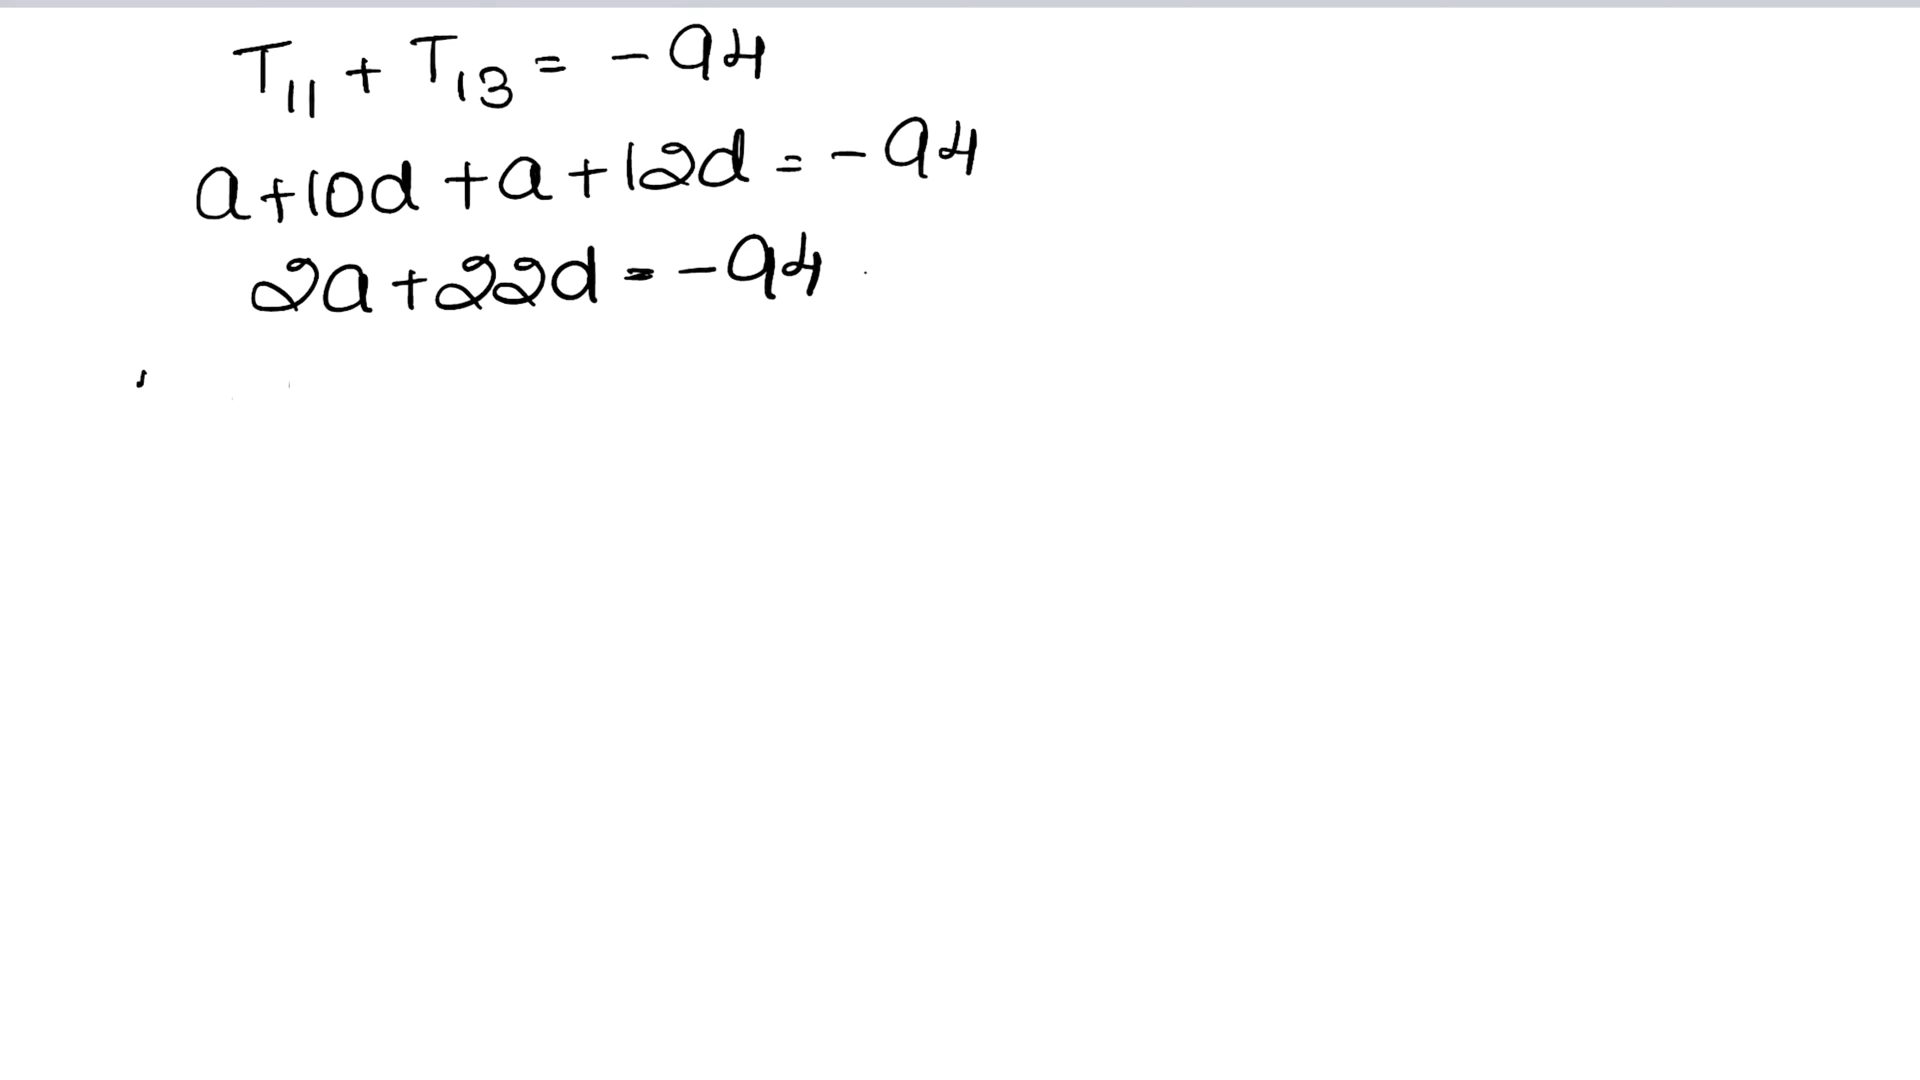 T₁₁ + T₁₃ = - 94
a+10d + a + 12d = - 94
2a + 22d = - 94